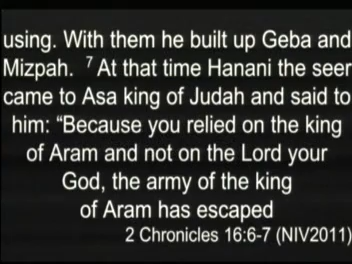 using. With them he built up Geba and
Mizpah. 7 At that time Hanani the seer
came to Asa king of Judah and said to
him: “Because you relied on the king
of Aram and not on the Lord your
God, the army of the king
of Aram has escaped
2 Chronicles 16:6-7 (NIV2011)